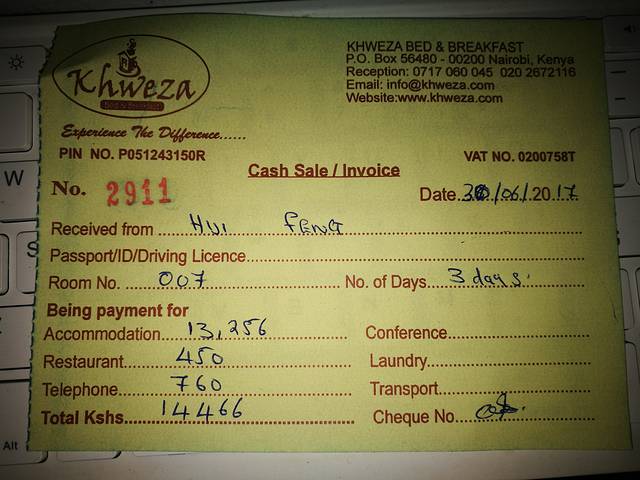 Khweza
Bed & Breakfast
Experience The Difference......
KHWEZA BED & BREAKFAST
P.O. Box 56480 - 00200 Nairobi, Kenya
Reception: 0717 060 045 020 2672116
Email: info@khweza.com
Website:www.khweza.com
PIN NO. P051243150R
VAT NO. 0200758T
Cash Sale / Invoice
No. 2911
Date 30/06/2017
Received from HUI FENG
Passport/ID/Driving Licence
Room No. 007 No. of Days 3 days.
Being payment for
Accommodation 13,256 Conference
Restaurant 450 Laundry
Telephone 760 Transport
Total Kshs 14466 Cheque No.
W
S
Alt